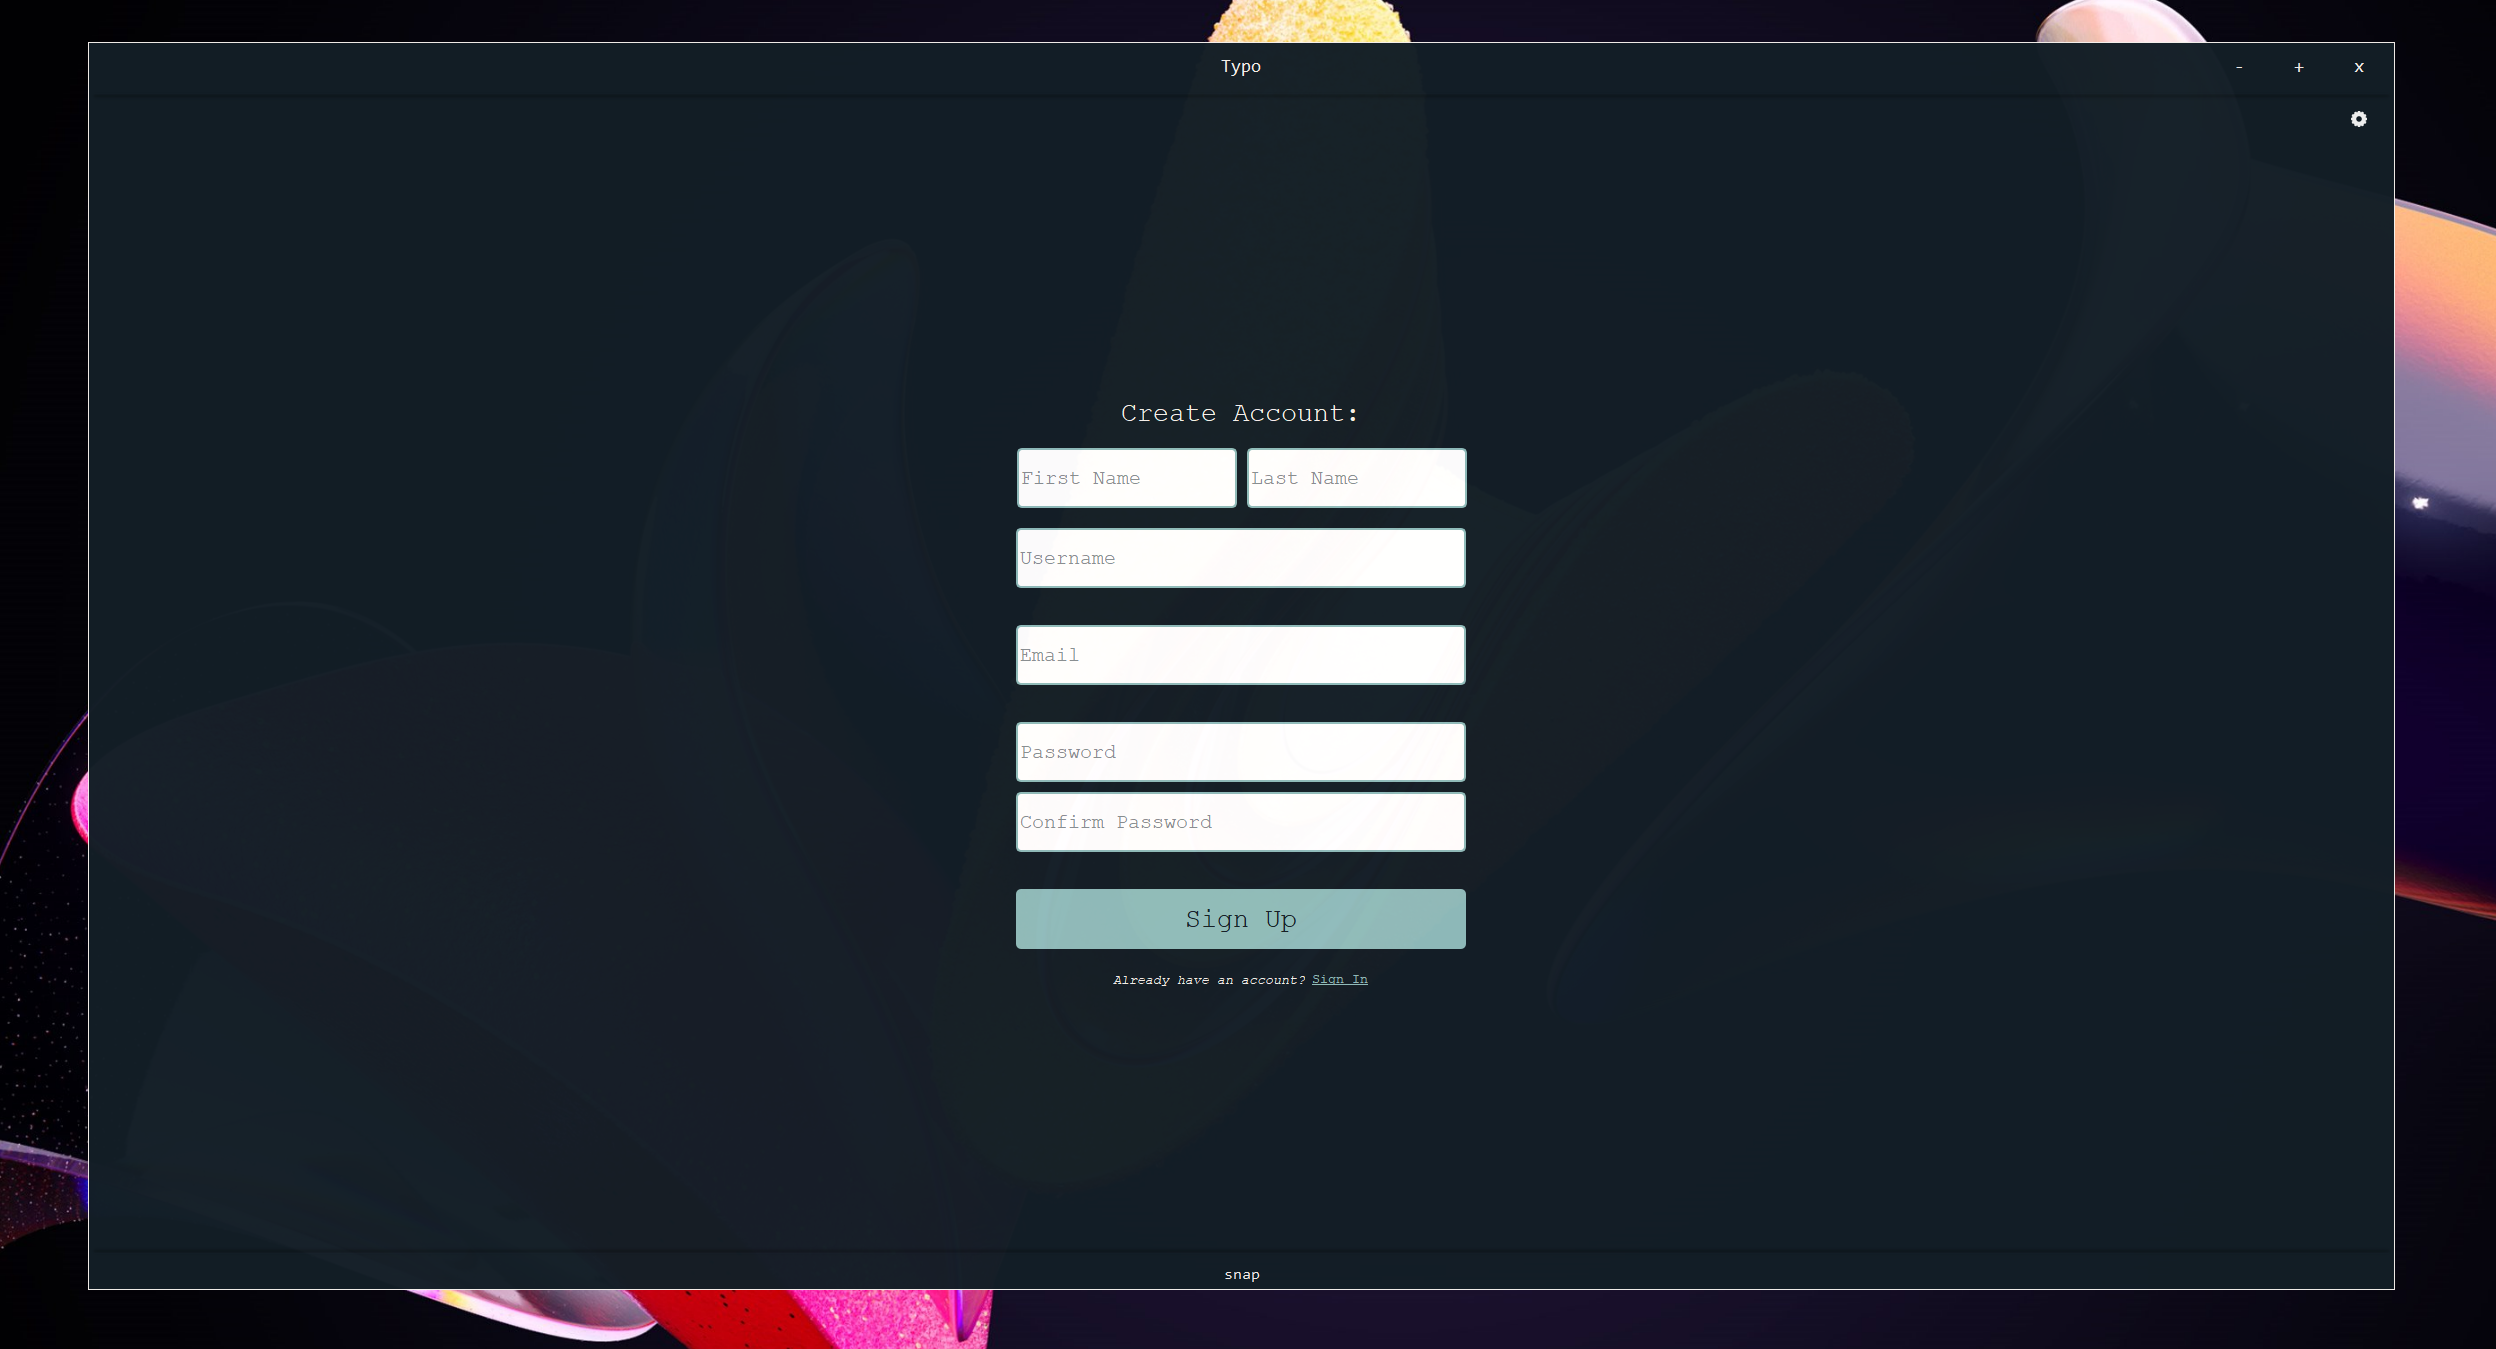 Typo
- + x
Create Account:
First Name Last Name
Username
Email
Password
Confirm Password
Sign Up
Already have an account? Sign In
snap